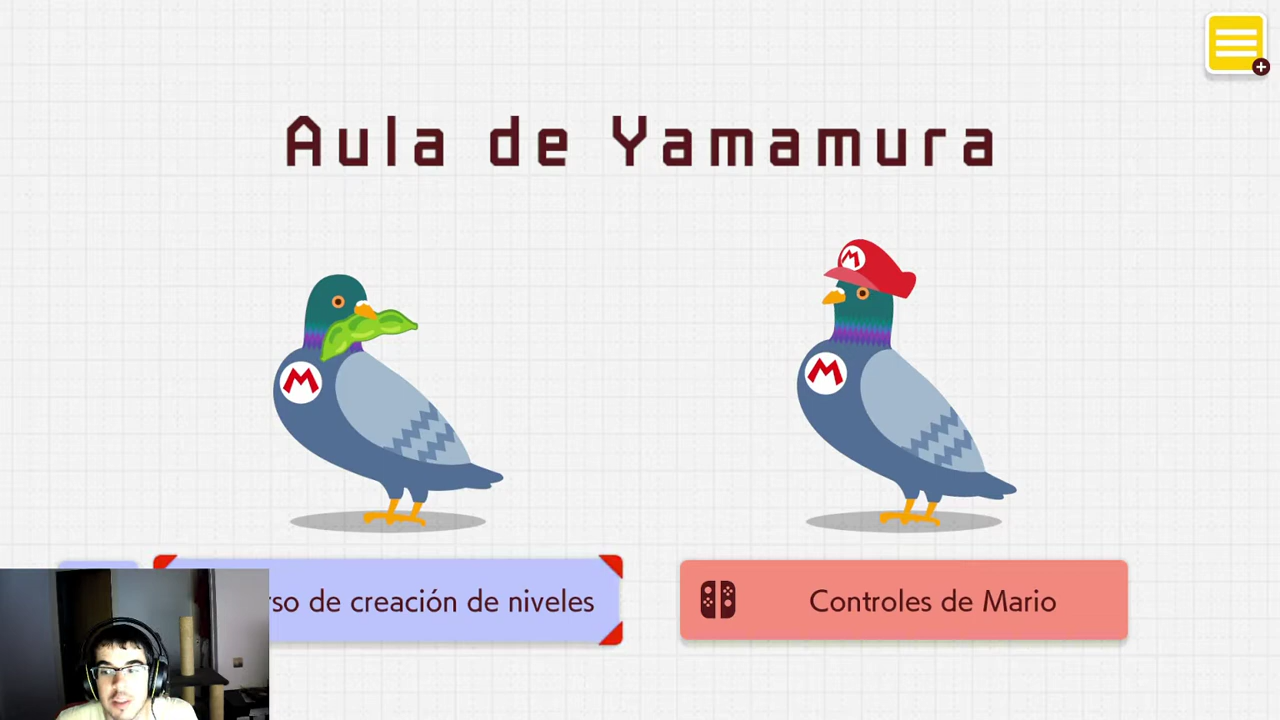 Aula de Yamamura
M
M
M
rso de creación de niveles
Controles de Mario